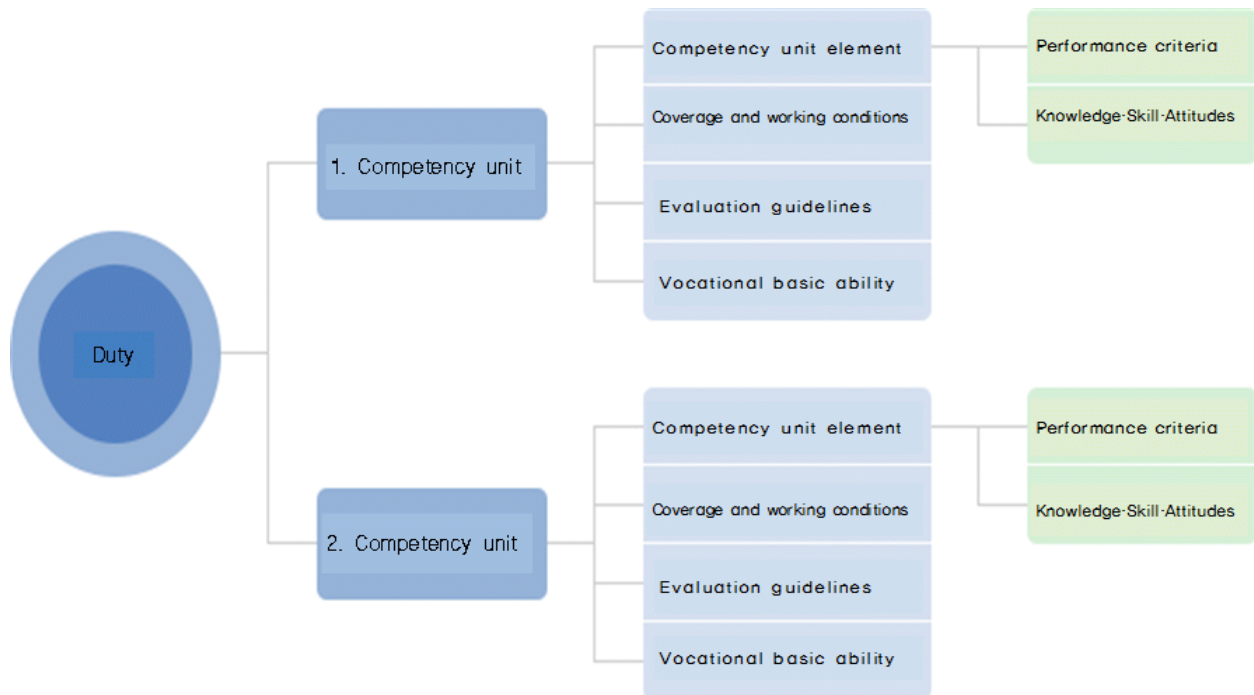 Duty
1. Competency unit
Competency unit element
Coverage and working conditions
Evaluation guidelines
Vocational basic ability
Performance criteria
Knowledge-Skill-Attitudes
2. Competency unit
Competency unit element
Coverage and working conditions
Evaluation guidelines
Vocational basic ability
Performance criteria
Knowledge-Skill-Attitudes